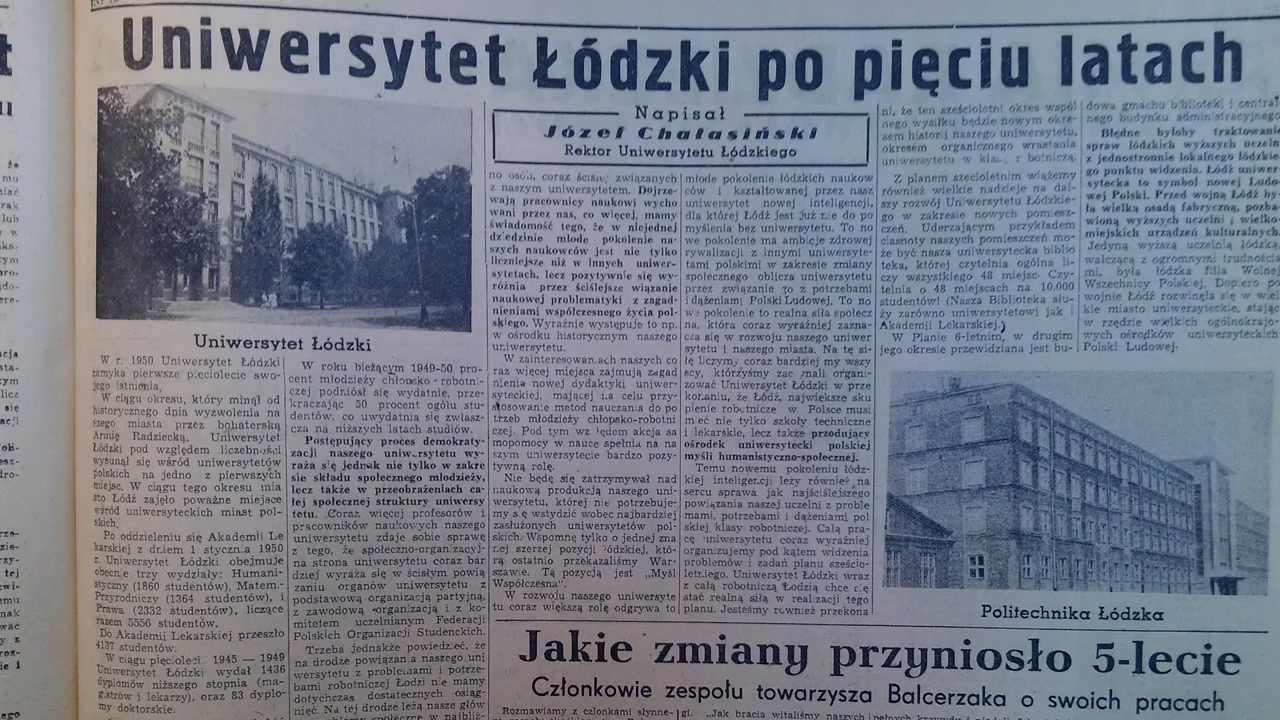 Uniwersytet Łódzki po pięciu latach
Uniwersytet Łódzki
W r. 1950 Uniwersytet Łódzki
zamyka pierwsze pięciolecie swo-
jego istnienia.
W ciągu okresu, który minął od
historycznego dnia wyzwolenia na
szego miasta przez bohaterską
Armię Radziecką, Uniwersytet
Łódzki pod względem liczebności
wysunął się wśród uniwersytetów
polskich na jedno z pierwszych
miejsc. W ciągu tego okresu mia
sto Łódź zajęło poważne miejsce
wśród uniwersyteckich miast pol-
skich.
Po oddzieleniu się Akademii Le
karskiej z dniem 1 stycznia 1950
r. Uniwersytet Łódzki obejmuje
obecnie trzy wydziały: Humani-
styczny (1860 studentów), Matem.-
Przyrodniczy (1364 studentów), i
Prawa (2332 studentów), liczące
razem 5556 studentów.
Do Akademii Lekarskiej przeszło
4137 studentów.
W ciągu pięcioleci 1945 — 1949
Uniwersytet Łódzki wydał 1436
dyplomów niższego stopnia (ma-
gistrów i lekarzy), oraz 83 dyplo-
my doktorskie.
W roku bieżącym 1949-50 pro-
cent młodzieży chłopsko-robotni-
czej podniósł się wydatnie, prze-
kraczając 50 procent ogółu stu-
dentów, co uwydatnia się zwłasz-
cza na niższych latach studiów.
Postępujący proces demokraty-
zacji naszego uniwersytetu wy-
raża się jednak nie tylko w zakre
sie składu społecznego młodzieży,
lecz także w przeobrażeniach ca-
łej społecznej struktury uniwersy
tetu. Coraz więcej profesorów i
pracowników naukowych naszego
uniwersytetu zdaje sobie sprawę
z tego, że społeczno-organizacyj-
na strona uniwersytetu coraz bar
dziej wyraża się w ścisłym powią
zaniu organów uniwersytetu z
podstawową organizacją partyjną,
z zawodową organizacją i z ko-
mitetem uczelnianym Federacji
Polskich Organizacji Studenckich.
Trzeba jednakże powiedzieć, że
na drodze powiązania naszego uni
wersytetu z problemami i potrze-
bami robotniczej Łodzi nie mamy
dotychczas dostatecznych osiąg-
nięć. Na tej drodze leżą nasze głów
Napisał
Józef Chałasiński
Rektor Uniwersytetu Łódzkiego
no osób, coraz ściślej związanych
z naszym uniwersytetem. Dojrze-
wają pracownicy naukowi wycho
wani przez nas, co więcej, mamy
świadomość tego, że w niejednej
dziedzinie młode pokolenie na-
szych naukowców jest nie tylko
liczniejsze niż w innych uniwer-
sytetach, lecz pozytywnie się wy-
różnia przez ściślejsze wiązanie
naukowej problematyki z zagad-
nieniami współczesnego życia pol-
skiego. Wyraźnie występuje to np.
w ośrodku historycznym naszego
uniwersytetu.
W zainteresowaniach naszych co
raz więcej miejsca zajmują zagad
nienia nowej dydaktyki uniwer-
syteckiej, mającej na celu przy-
stosowanie metod nauczania do po
trzeb młodzieży chłopsko-robotni
czej. Pod tym względem akcja sa
mopomocy w nauce spełnia na na
szym uniwersytecie bardzo pozy-
tywną rolę.
Nie będę się zatrzymywał nad
naukową produkcją naszego uni-
wersytetu, której nie potrzebuje-
my się wstydzić wobec najbardziej
zasłużonych uniwersytetów pol-
skich. Wspomnę tylko o jednej zna
nej szerzej pozycji łódzkiej, któ-
rą ostatnio przekazaliśmy War-
szawie. Tą pozycją jest „Myśl
Współczesna".
W rozwoju naszego uniwersyte
tu coraz większą rolę odgrywa to
młode pokolenie łódzkich naukow
ców i kształtowanej przez nasz
uniwersytet nowej inteligencji,
dla której Łódź jest już nie do po
myślenia bez uniwersytetu. To no
we pokolenie ma ambicje zdrowej
rywalizacji z innymi uniwersyte-
tami polskimi w zakresie zmiany
społecznego oblicza uniwersytetu
przez związanie go z potrzebami
i dążeniami Polski Ludowej. To no
we pokolenie to realna siła społecz
na, która coraz wyraźniej zazna-
cza się w rozwoju naszego uniwer
sytetu i naszego miasta. Na tę si-
łę liczymy coraz bardziej my wszy
scy, którzyśmy zaczynali organi-
zować Uniwersytet Łódzki w prze
konaniu, że Łódź, największe sku
pienie robotnicze w Polsce musi
mieć nie tylko szkoły techniczne
i lekarskie, lecz także przodujący
ośrodek uniwersytecki polskiej
myśli humanistyczno-społecznej.
Temu nowemu pokoleniu łódz-
kiej inteligencji leży również na
sercu sprawa jak najściślejszego
powiązania naszej uczelni z proble
mami, potrzebami i dążeniami pol
skiej klasy robotniczej. Całą pra-
cę uniwersytetu coraz wyraźniej
organizujemy pod kątem widzenia
problemów i zadań planu sześcio-
letniego. Uniwersytet Łódzki wraz
z całą robotniczą Łodzią chce się
stać realną siłą w realizacji tego
planu. Jesteśmy również przekona
ni, że ten sześcioletni okres wspól
nego wysiłku będzie nowym okre-
sem historii naszego uniwersytetu,
okresem organicznego wrastania
uniwersytetu w klasę robotniczą.
Z planem sześcioletnim wiążemy
również wielkie nadzieje na dal-
szy rozwój Uniwersytetu Łódzkie-
go w zakresie nowych pomiesz-
czeń. Uderzającym przykładem
ciasnoty naszych pomieszczeń mo-
że być nasza uniwersytecka biblio
teka, której czytelnia ogólna li-
czy wszystkiego 48 miejsc. Czy-
telnia o 48 miejscach na 10.000
studentów! (Nasza Biblioteka słu-
ży zarówno uniwersytetowi jak i
Akademii Lekarskiej.)
W Planie 6-letnim, w drugim
jego okresie przewidziana jest bu-
dowa gmachu biblioteki i central
nego budynku administracyjnego.
Błędne byłoby traktowanie
spraw łódzkich wyższych uczelni
z jednostronnie lokalnego łódzkie-
go punktu widzenia. Łódź uniwer-
sytecka to symbol nowej Ludo-
wej Polski. Przed wojną Łódź by-
ła wielką osadą fabryczną, pozba-
wioną wyższych uczelni i wielko-
miejskich urządzeń kulturalnych.
Jedyną wyższą uczelnią łódzką,
walczącą z ogromnymi trudnościa
mi, była łódzka filia Wolnej
Wszechnicy Polskiej. Dopiero po
wojnie Łódź rozwinęła się w wiel
kie miasto uniwersyteckie, stając
w rzędzie wielkich ogólnokrajo-
wych ośrodków uniwersyteckich
Polski Ludowej.
Politechnika Łódzka
Jakie zmiany przyniosło 5-lecie
Członkowie zespołu towarzysza Balcerzaka o swoich pracach
Rozmawiamy z członkami słynne-
„Jak bracia witaliśmy naszych